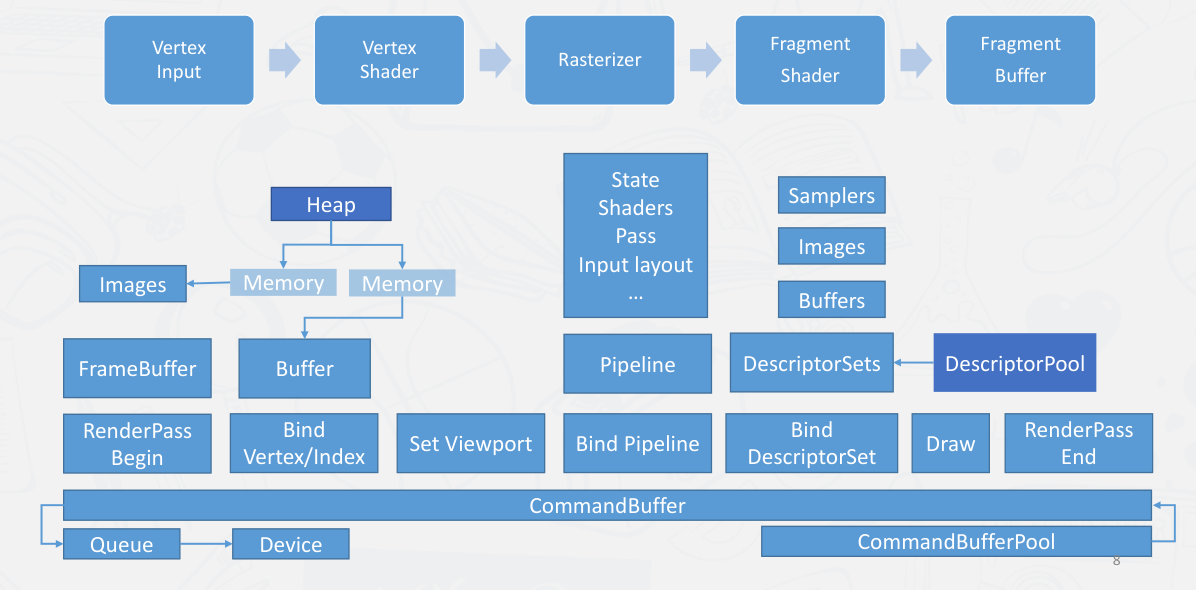 Vertex
Input
Vertex
Shader
Rasterizer
Fragment
Shader
Fragment
Buffer
Heap
Images
Memory
Memory
State
Shaders
Pass
Input layout
...
Samplers
Images
Buffers
FrameBuffer
Buffer
Pipeline
DescriptorSets
DescriptorPool
RenderPass
Begin
Bind
Vertex/Index
Set Viewport
Bind Pipeline
Bind
DescriptorSet
Draw
RenderPass
End
CommandBuffer
Queue
Device
CommandBufferPool
8